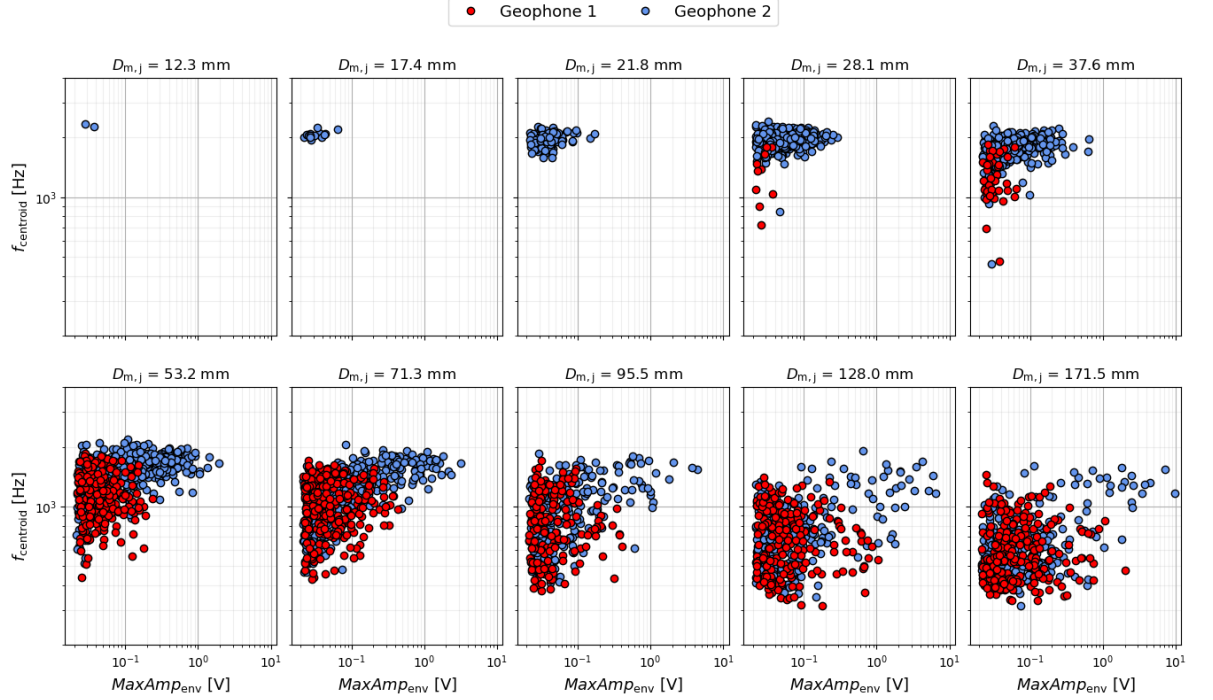 Geophone 1 Geophone 2
D_m,j = 12.3 mm D_m,j = 17.4 mm D_m,j = 21.8 mm D_m,j = 28.1 mm D_m,j = 37.6 mm
f_centroid [Hz]
10^3
D_m,j = 53.2 mm D_m,j = 71.3 mm D_m,j = 95.5 mm D_m,j = 128.0 mm D_m,j = 171.5 mm
f_centroid [Hz]
10^3
10^-1 10^0 10^1 10^-1 10^0 10^1 10^-1 10^0 10^1 10^-1 10^0 10^1 10^-1 10^0 10^1
MaxAmp_env [V] MaxAmp_env [V] MaxAmp_env [V] MaxAmp_env [V] MaxAmp_env [V]